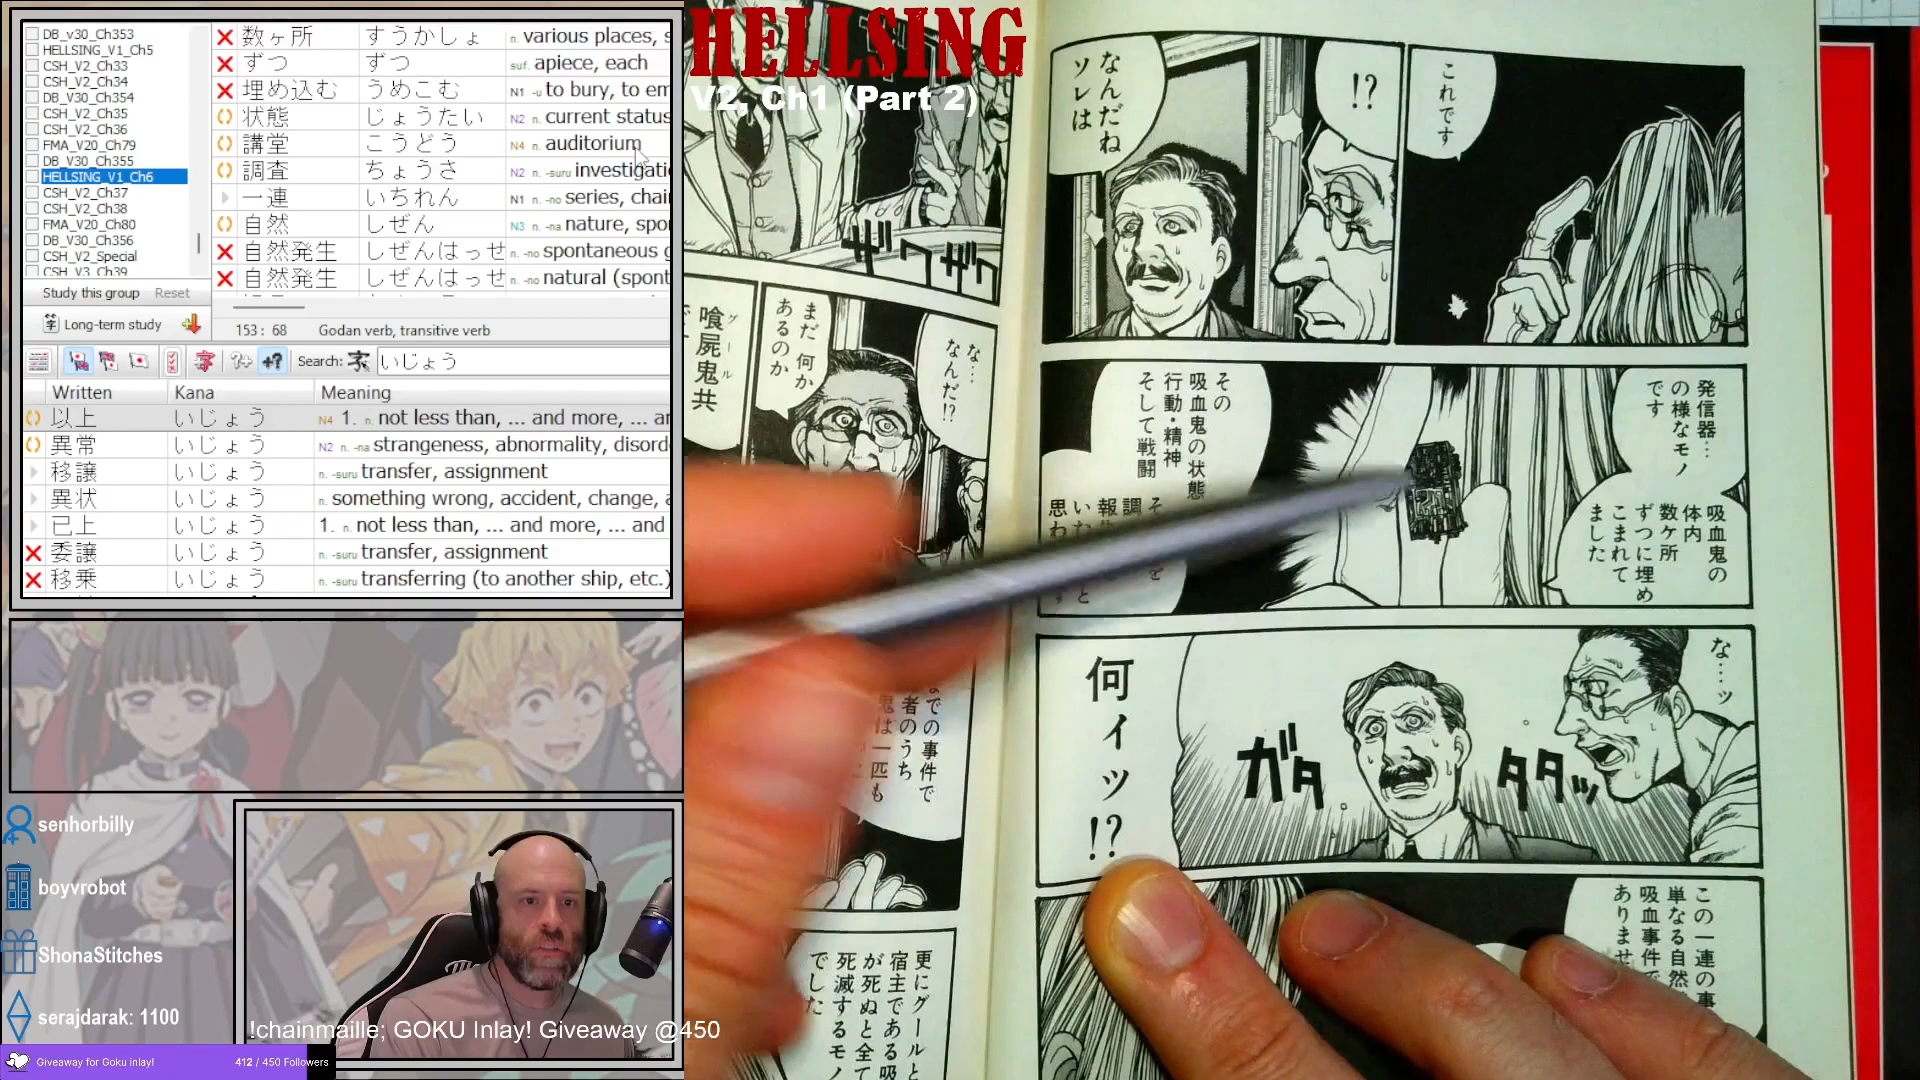 DB_v30_Ch353
HELLSING_V1_Ch5
CSH_V2_Ch33
CSH_V2_Ch34
DB_V30_Ch354
CSH_V2_Ch35
CSH_V2_Ch36
FMA_V20_Ch79
DB_V30_Ch355
HELLSING_V1_Ch6
CSH_V2_Ch37
CSH_V2_Ch38
FMA_V20_Ch80
DB_V30_Ch356
CSH_V2_Special
CSH_V3_Ch39
Study this group Reset
Long-term study
数ヶ所 すうかしょ n. various places, s
ずつ ずつ suf. apiece, each
埋め込む うめこむ N1 -u to bury, to em
状態 じょうたい N2 n. current status
講堂 こうどう N4 n. auditorium
調査 ちょうさ N2 n. -suru investigati
一連 いちれん N1 n. -no series, chai
自然 しぜん N3 n. -na nature, spo
自然発生 しぜんはっせ n. -no spontaneous g
自然発生 しぜんはっせ n. -no natural (spont
153: 68 Godan verb, transitive verb
Search: いじょう
Written Kana Meaning
以上 いじょう N4 1. n. not less than, ... and more, ... a
異常 いじょう N2 n. -na strangeness, abnormality, disord
移譲 いじょう n. -suru transfer, assignment
異状 いじょう n. something wrong, accident, change, a
已上 いじょう 1. n. not less than, ... and more, ... and
委譲 いじょう n. -suru transfer, assignment
移乗 いじょう n. -suru transferring (to another ship, etc.)
senhorbilly
boyvrobot
ShonaStitches
serajdarak: 1100
!chainmaille; GOKU Inlay! Giveaway @450
Giveaway for Goku inlay! 412 / 450 Followers
HELLSING
V2, Ch1 (Part 2)
これです
!?
なんだね
ソレは
発信器…
の様なモノ
です
吸血鬼の
体内
数ヶ所
ずつに埋め
こまれて
ました
その
吸血鬼の状態
行動・精神
そして戦闘
な…ッ
ガタ
タタッ
何ィッ!?
この一連の事
単なる自然
吸血事件で
ありませ
ザワ
ザワ
な…
なんだ!?
まだ 何か
あるのか
喰屍鬼共
グール
での事件で
者のうち
鬼は一匹も
更にグールと
宿主である吸
が死ぬと全て
死滅するモノ
でした